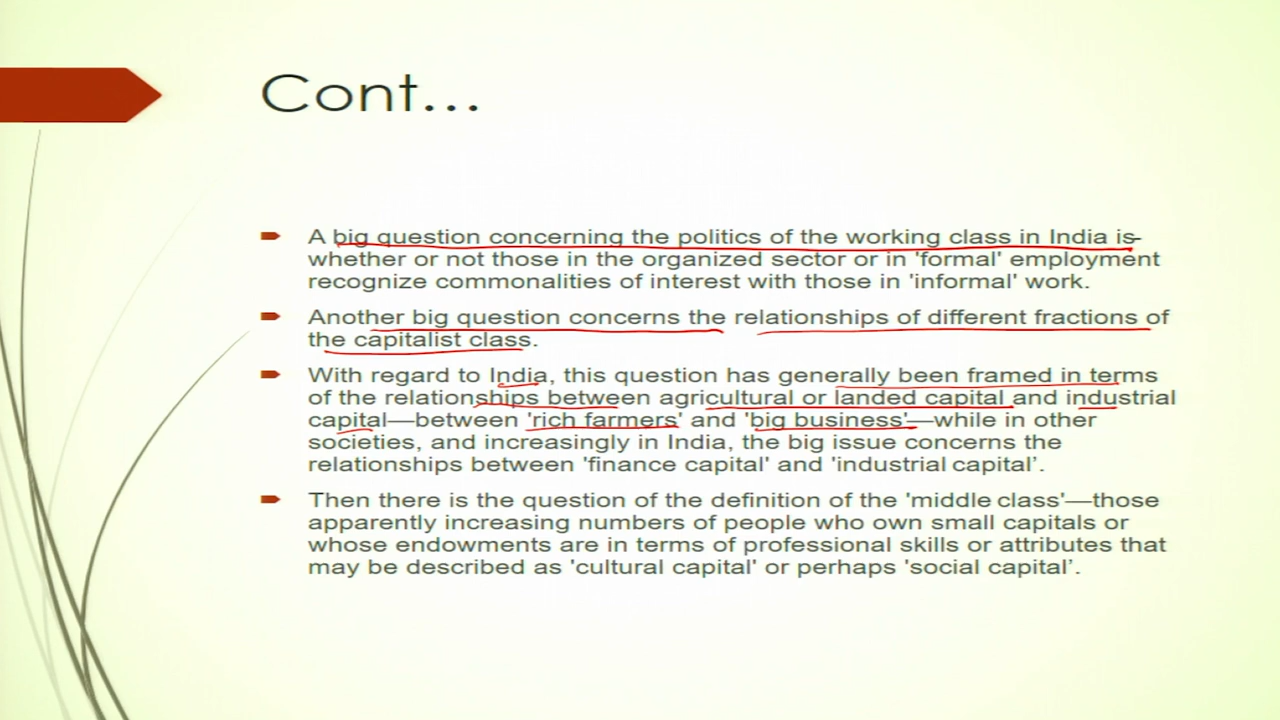 Cont...
A big question concerning the politics of the working class in India is-
whether or not those in the organized sector or in 'formal' employment
recognize commonalities of interest with those in 'informal' work.
Another big question concerns the relationships of different fractions of
the capitalist class.
With regard to India, this question has generally been framed in terms
of the relationships between agricultural or landed capital and industrial
capital—between 'rich farmers' and 'big business'—while in other
societies, and increasingly in India, the big issue concerns the
relationships between 'finance capital' and 'industrial capital’.
Then there is the question of the definition of the 'middle class'—those
apparently increasing numbers of people who own small capitals or
whose endowments are in terms of professional skills or attributes that
may be described as 'cultural capital' or perhaps 'social capital’.